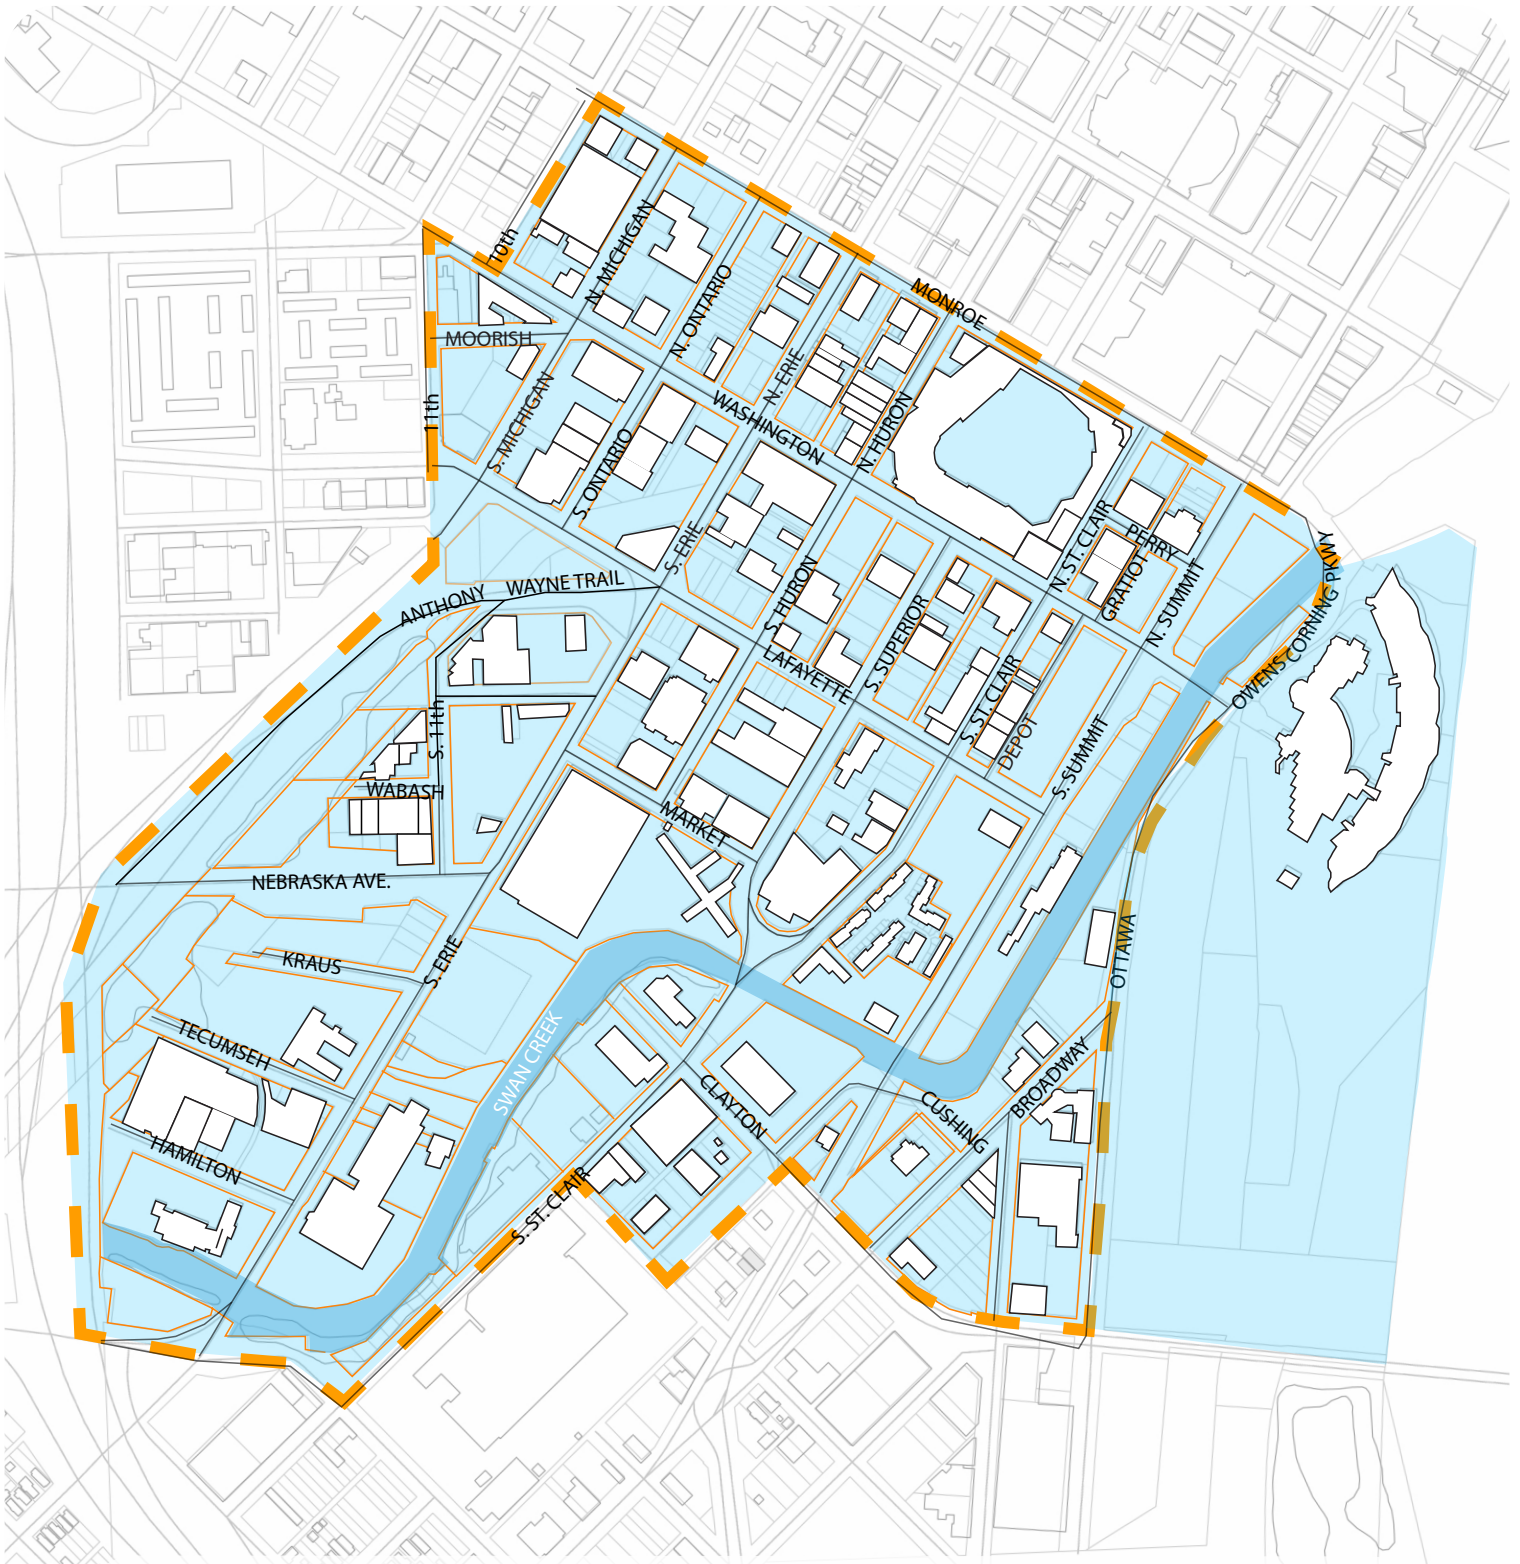 10th
N. MICHIGAN
N. ONTARIO
MONROE
MOORISH
N. ERIE
11th
S. MICHIGAN
WASHINGTON
N. HURON
S. ONTARIO
S. ERIE
N. ST. CLAIR
PERRY
GRATIOT
N. SUMMIT
OWENS CORNING PKWY
ANTHONY WAYNE TRAIL
S. HURON
LAFAYETTE
S. SUPERIOR
S. ST. CLAIR
DEPOT
S. SUMMIT
S. 11th
WABASH
MARKET
NEBRASKA AVE.
KRAUS
S. ERIE
OTTAWA
TECUMSEH
SWAN CREEK
CLAYTON
CUSHING
BROADWAY
HAMILTON
S. ST. CLAIR